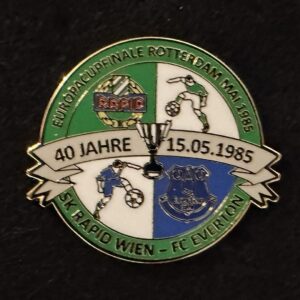 EUROPACUPFINALE ROTTERDAM MAI 1985
RAPID
40 JAHRE
15.05.1985
SK RAPID WIEN – FC EVERTON